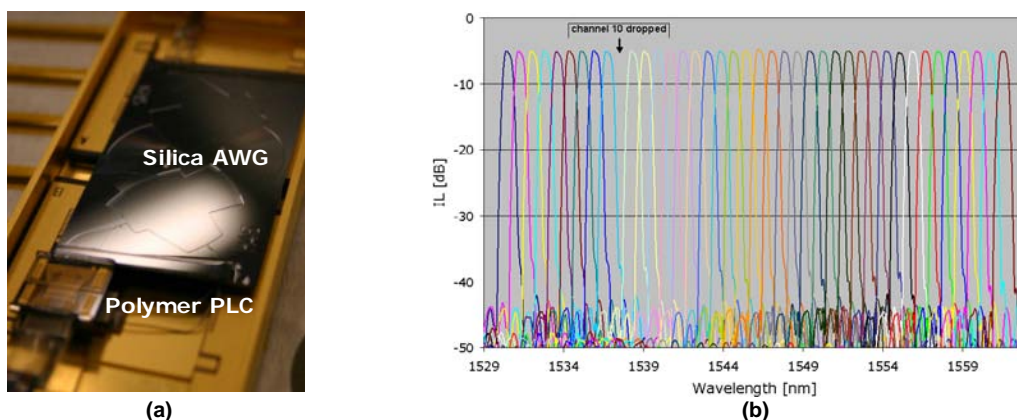 Silica AWG
Polymer PLC
(a)
channel 10 dropped
0
-10
-20
-30
-40
-50
IL [dB]
1529
1534
1539
1544
1549
1554
1559
Wavelength [nm]
(b)